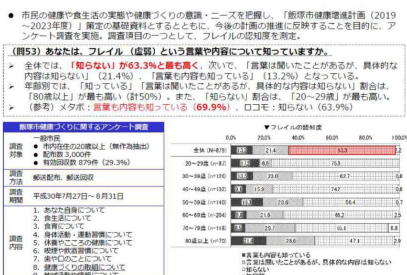 ● 市民の健康や食生活の実態や健康づくりの意識・ニーズを把握し、「飯塚市健康増進計画（2019
～2023年度）」策定の基礎資料とするとともに、今後の計画の推進に反映することを目的に、ア
ンケート調査を実施。調査項目の一つとして、フレイルの認知度を測定。
（問53）あなたは、フレイル（虚弱）という言葉や内容について知っていますか。
➢ 全体では、「知らない」が63.3%と最も高く、次いで、「言葉は聞いたことがあるが、具体的な
内容は知らない」（21.4%）、「言葉も内容も知っている」（13.2%）となっている。
➢ 年齢別では、「知っている」「言葉は聞いたことがあるが、具体的な内容は知らない」割合は、
「80歳以上」が最も高い（計50%）。また、「知らない」割合は、「20～29歳」が最も高い。
➢ （参考）メタボ：言葉も内容も知っている（69.9%）、ロコモ：知らない（63.9%）
飯塚市健康づくりに関するアンケート調査
調査対象
一般市民
● 市内在住の20歳以上（無作為抽出）
● 配布数 3,000件
● 有効回収数 879件（29.3%）
調査方法
郵送配布、郵送回収
調査期間
平成30年7月27日～8月31日
調査内容
1. あなた自身について
2. 食生活について
3. 食育について
4. 身体活動・運動習慣について
5. 休養やこころの健康について
6. 喫煙や飲酒習慣について
7. 歯や口のことについて
8. 健康づくりの取組について
▼フレイルの認知度
0.0% 20.0% 40.0% 60.0% 80.0% 100.0%
全体 (N=879) 13.2 21.4 63.3 2.2
20～29歳
30～39歳
40～49歳
50～59歳
60～69歳
70～79歳
80歳以上 (n=70) 21.4 28.6 47.1 2.9
■言葉も内容も知っている
□言葉は聞いたことがあるが、具体的な内容は知らない
□知らない